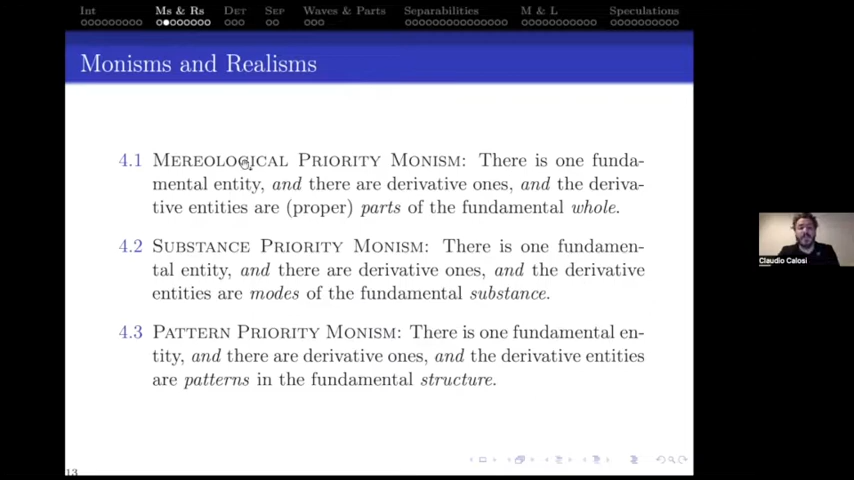 Int Ms & Rs Det Sep Waves & Parts Separabilities M & L Speculations
Monisms and Realisms
4.1 Mereological Priority Monism: There is one funda-
mental entity, and there are derivative ones, and the deriva-
tive entities are (proper) parts of the fundamental whole.
4.2 Substance Priority Monism: There is one fundamen-
tal entity, and there are derivative ones, and the derivative
entities are modes of the fundamental substance.
4.3 Pattern Priority Monism: There is one fundamental en-
tity, and there are derivative ones, and the derivative entities
are patterns in the fundamental structure.
Claudio Calosi
13